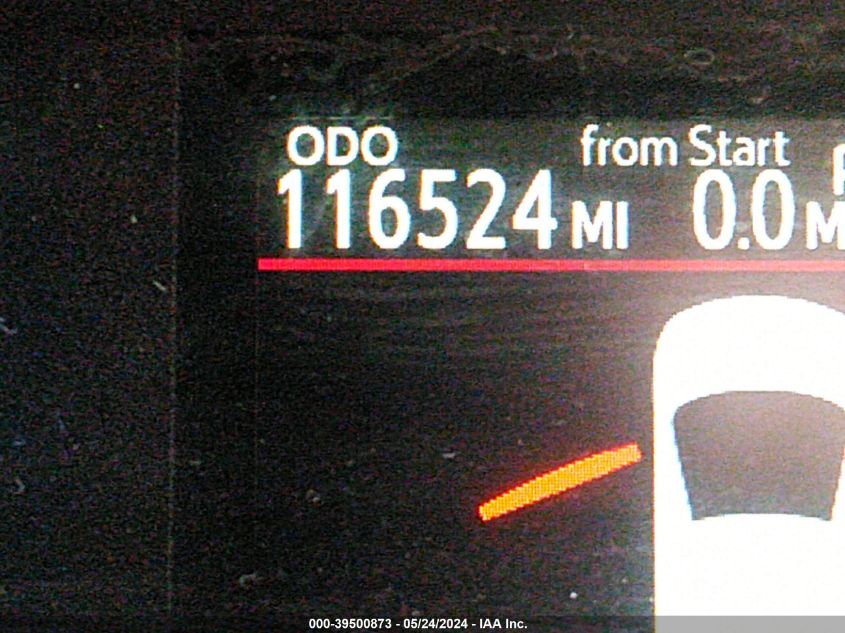 ODO from Start
116524 MI 0.0 M
000-39500873 - 05/24/2024 - IAA Inc.